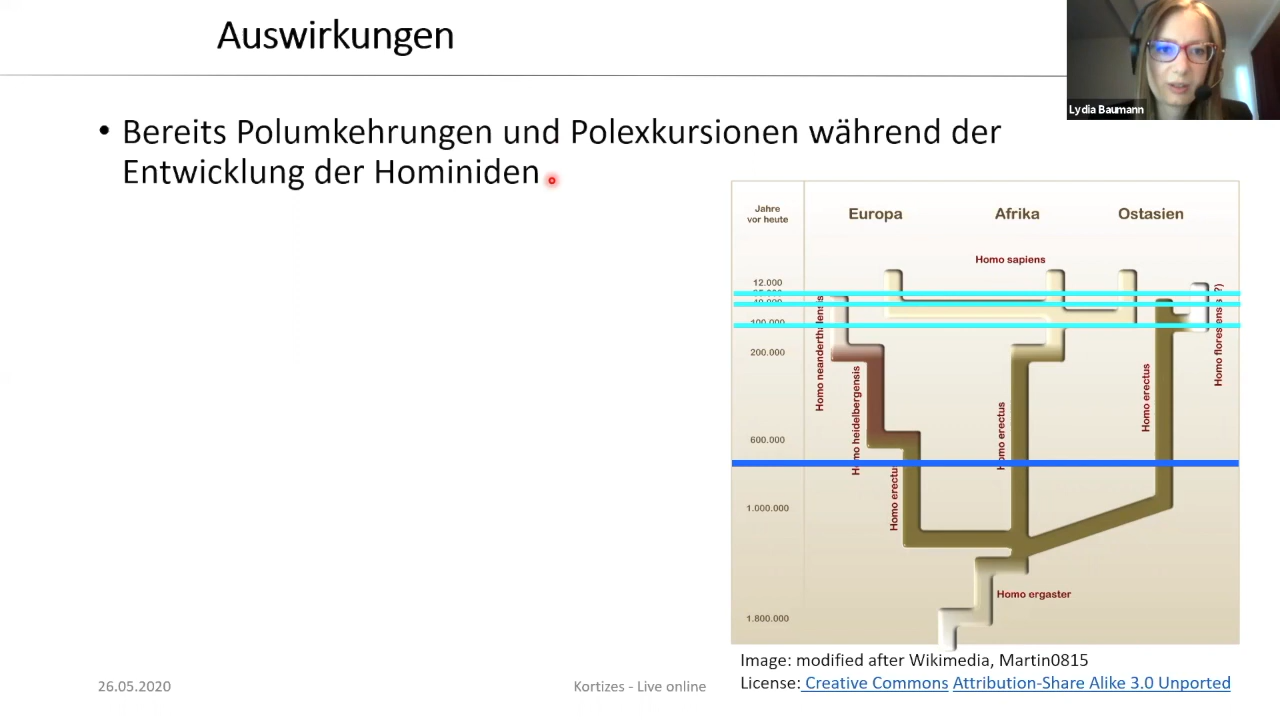 Auswirkungen
Lydia Baumann
• Bereits Polumkehrungen und Polexkursionen während der
Entwicklung der Hominiden
Jahre
vor heute
Europa
Afrika
Ostasien
Homo sapiens
12.000
100.000
200.000
600.000
1.000.000
1.800.000
Homo neanderthalensis
Homo heidelbergensis
Homo erectus
Homo erectus
Homo erectus
Homo ergaster
Image: modified after Wikimedia, Martin0815
License: Creative Commons Attribution-Share Alike 3.0 Unported
26.05.2020
Kortizes - Live online